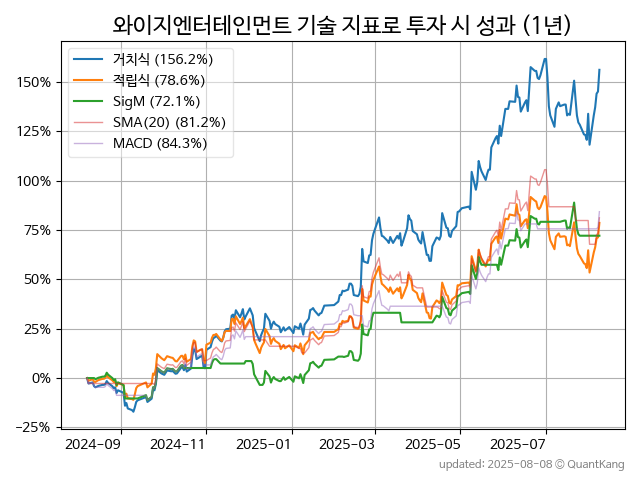 와이지엔터테인먼트 기술 지표로 투자 시 성과 (1년)
거치식 (156.2%)
적립식 (78.6%)
SigM (72.1%)
SMA(20) (81.2%)
MACD (84.3%)
150%
125%
100%
75%
50%
25%
0%
−25%
2024-09 2024-11 2025-01 2025-03 2025-05 2025-07
updated: 2025-08-08 © QuantKang